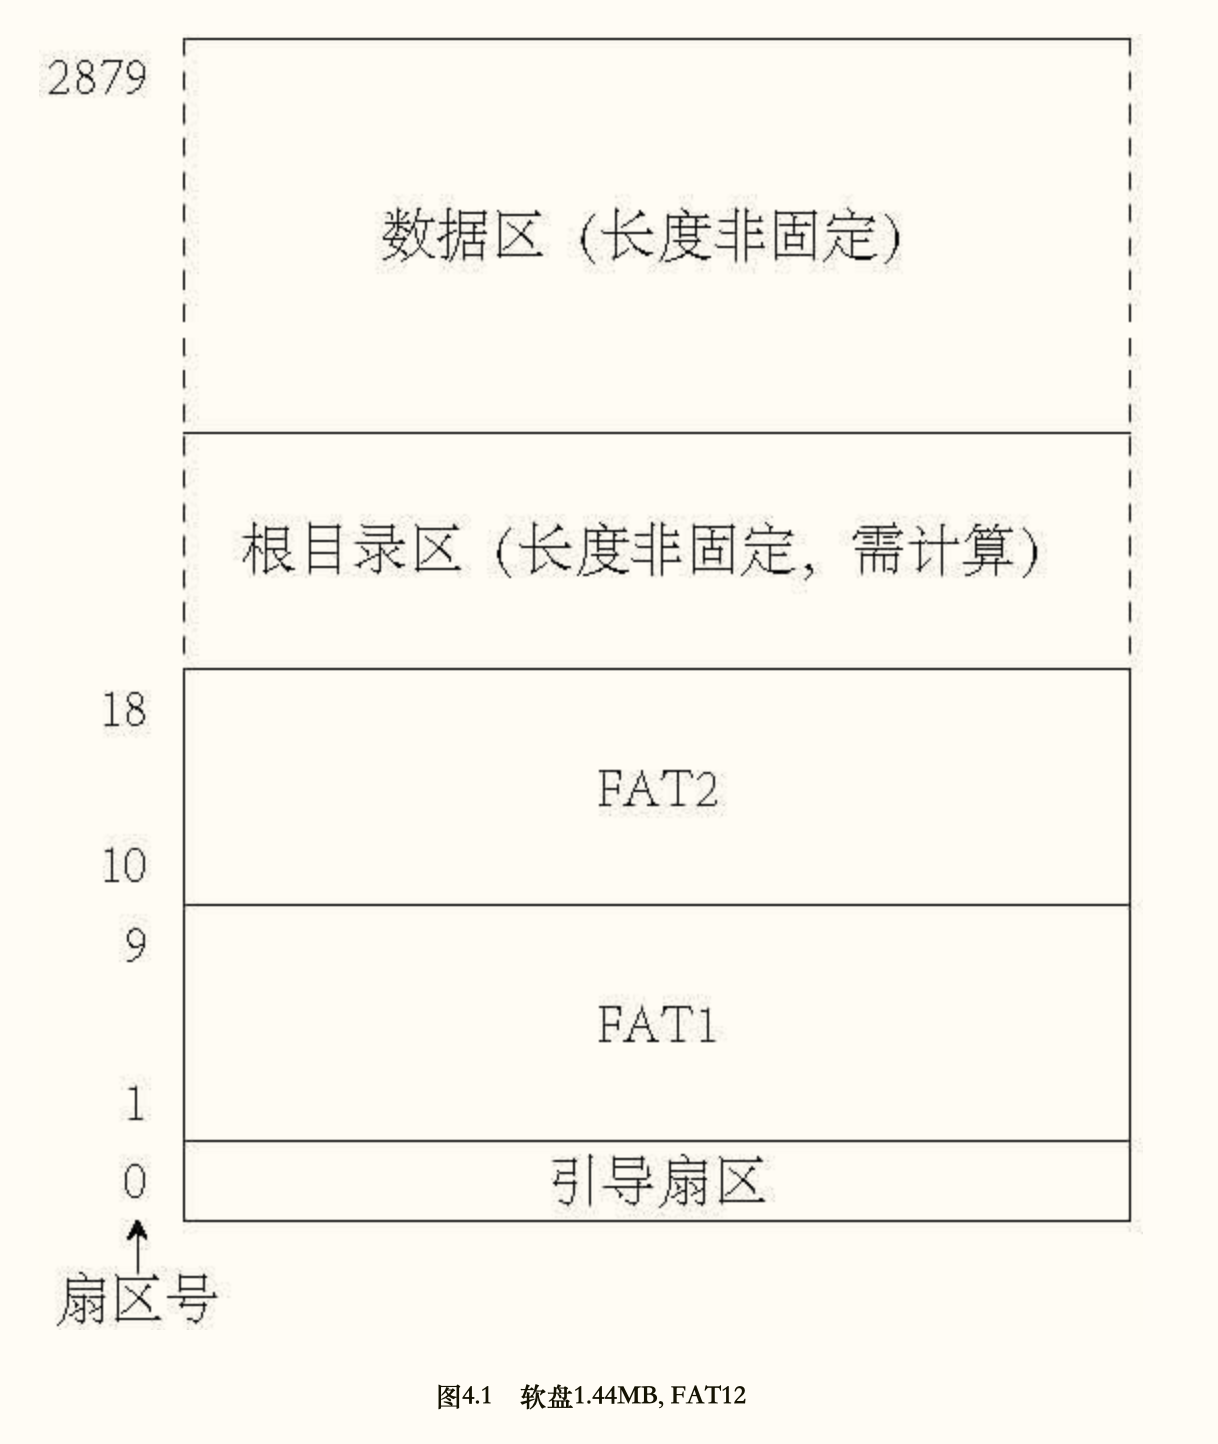 2879
数据区 (长度非固定)
根目录区 (长度非固定, 需计算)
18
FAT2
10
9
FAT1
1
0
引导扇区
扇区号
图4.1 软盘1.44MB, FAT12